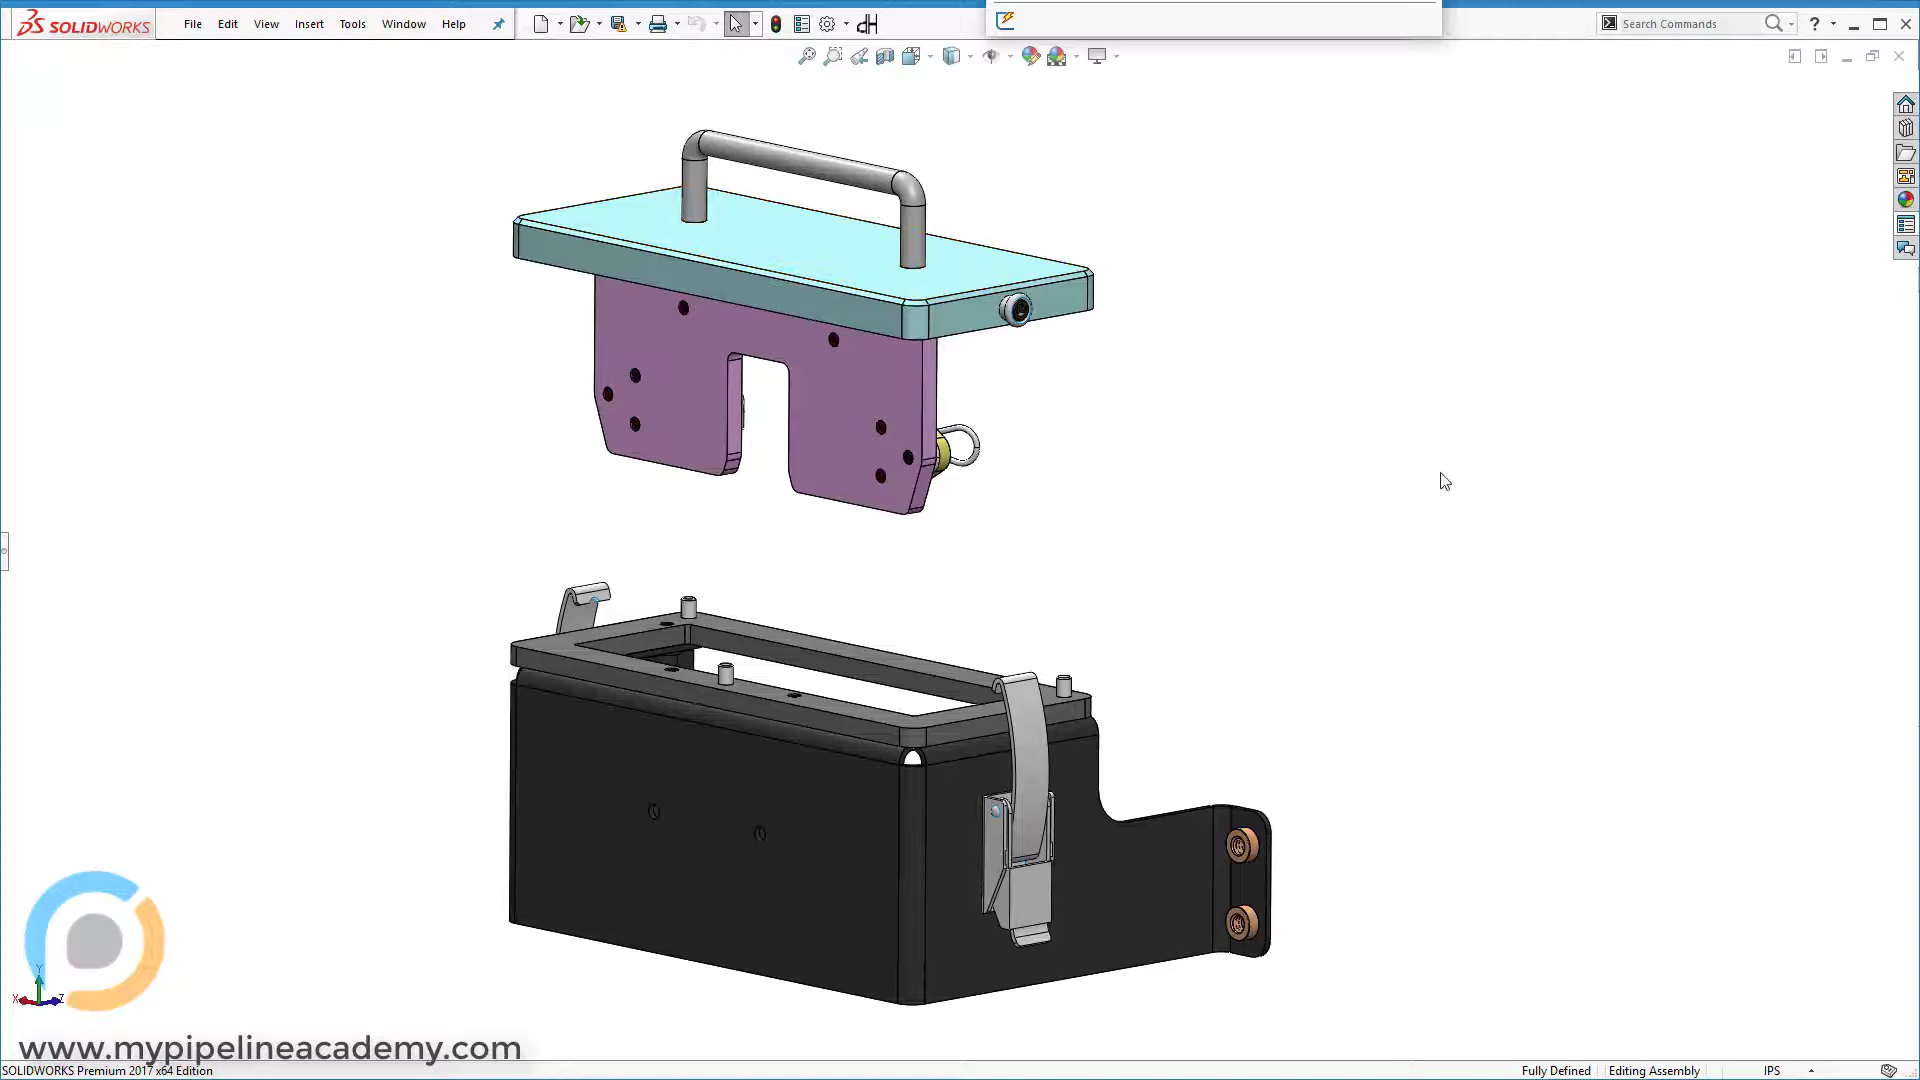 SOLIDWORKS File Edit View Insert Tools Window Help Search Commands ?
X Y Z
www.mypipelineacademy.com
SOLIDWORKS Premium 2017 x64 Edition Fully Defined Editing Assembly IPS